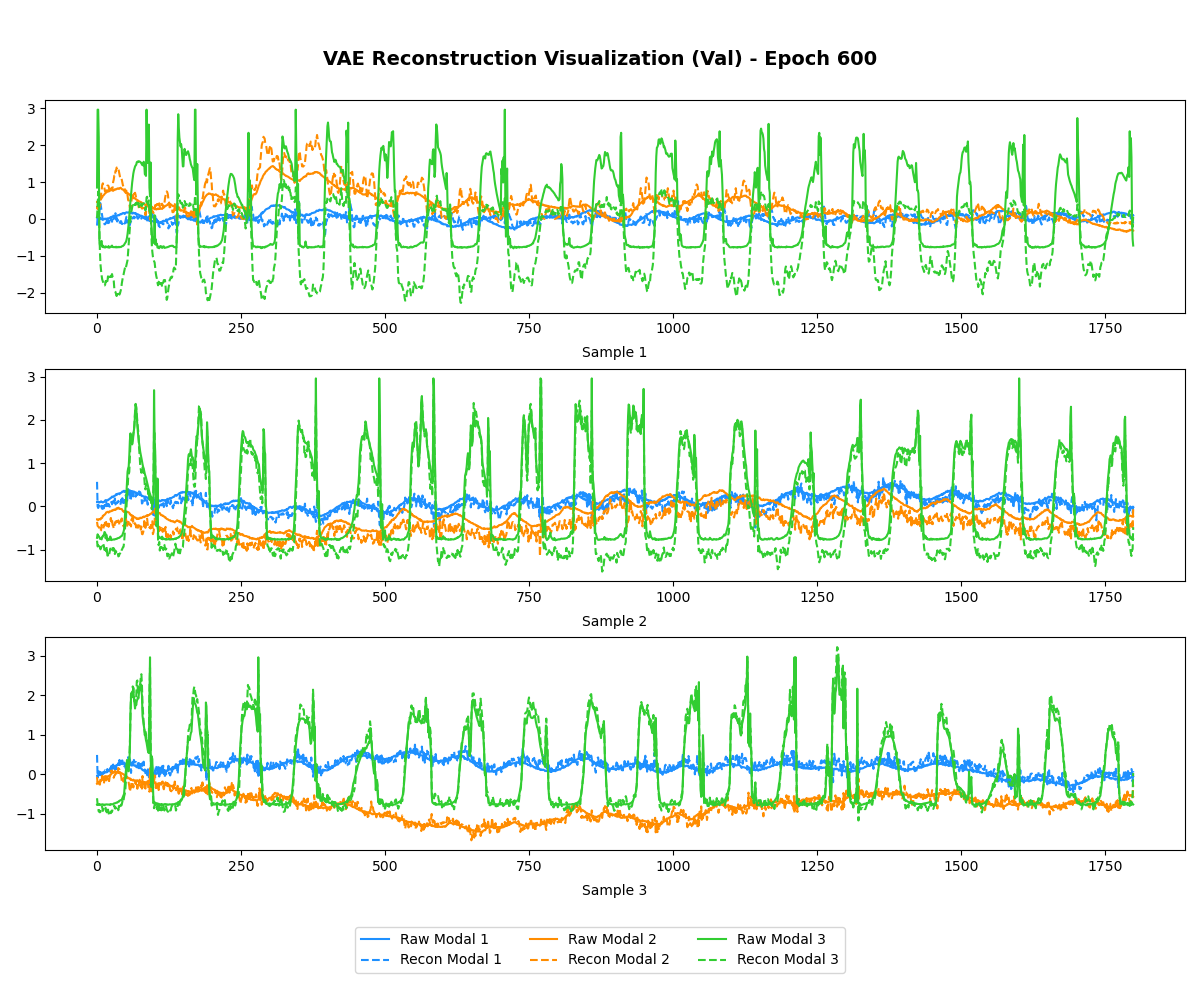 VAE Reconstruction Visualization (Val) - Epoch 600
3
2
1
0
−1
−2
0 250 500 750 1000 1250 1500 1750
Sample 1
3
2
1
0
−1
0 250 500 750 1000 1250 1500 1750
Sample 2
3
2
1
0
−1
0 250 500 750 1000 1250 1500 1750
Sample 3
Raw Modal 1 Raw Modal 2 Raw Modal 3
Recon Modal 1 Recon Modal 2 Recon Modal 3